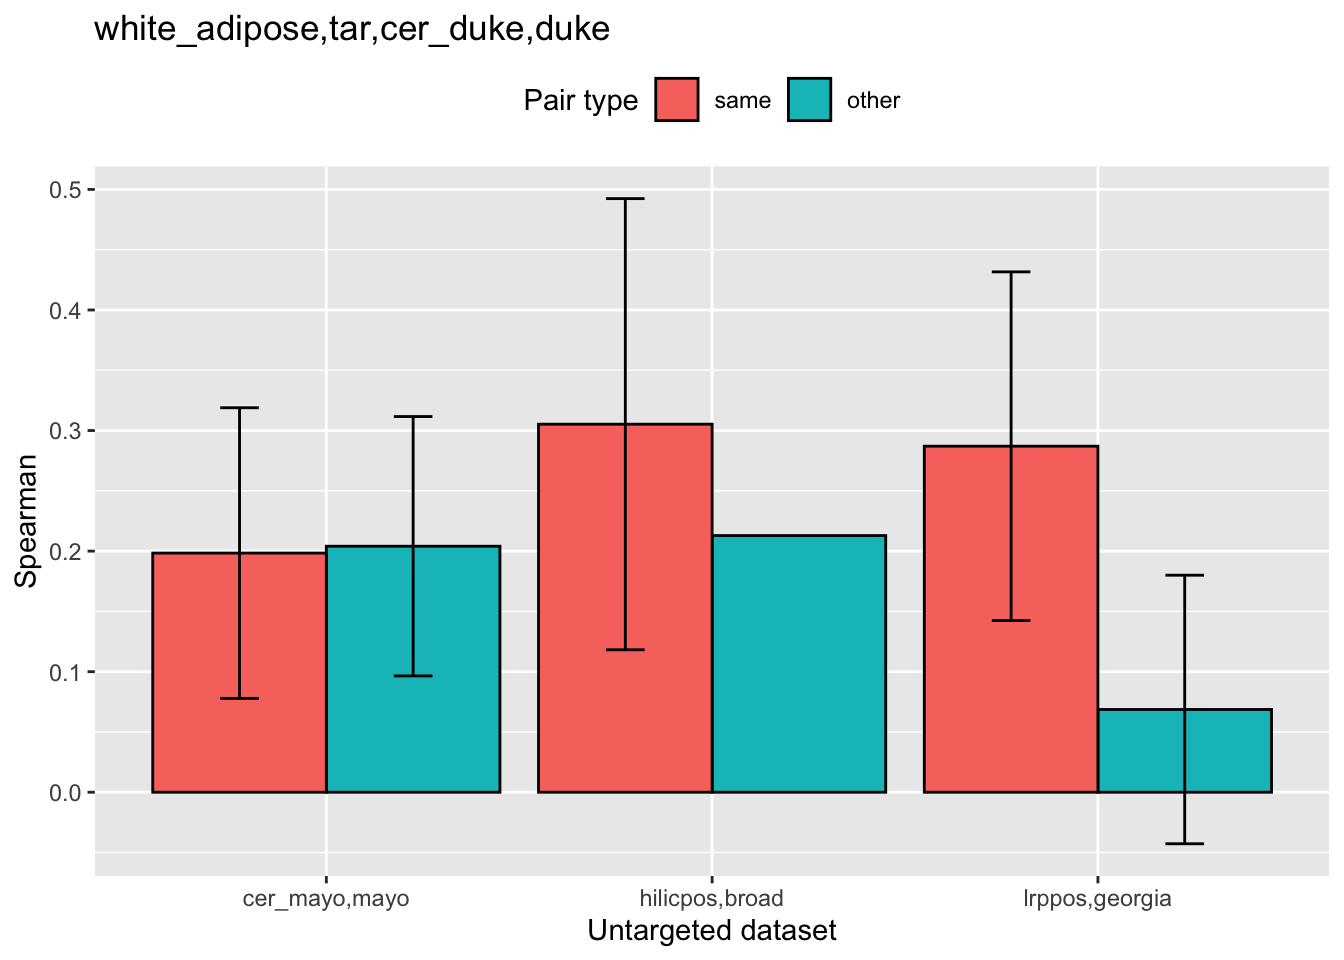 white_adipose,tar,cer_duke,duke
Pair type same other
0.5
0.4
0.3
0.2
0.1
0.0
Spearman
cer_mayo,mayo hilicpos,broad lrppos,georgia
Untargeted dataset